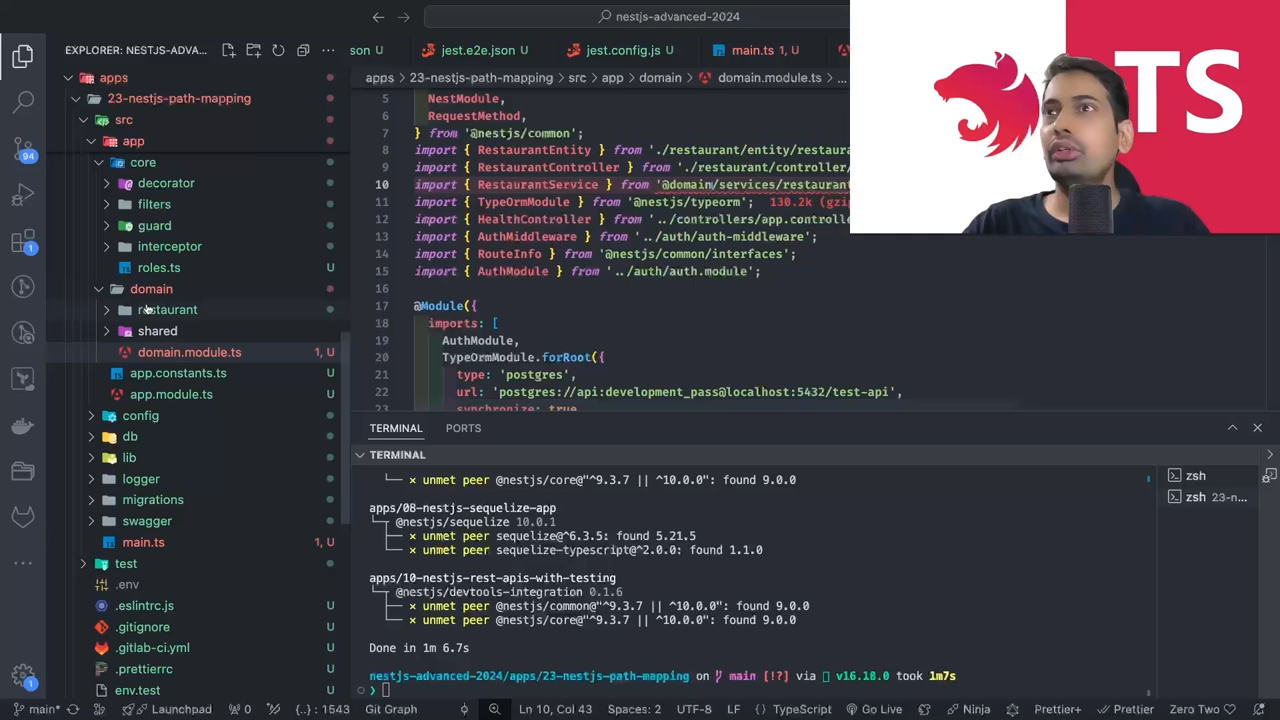 nestjs-advanced-2024
EXPLORER: NESTJS-ADVA...
son
jest.e2e.json
jest.config.js
main.ts 1, U
apps > 23-nestjs-path-mapping > src > app > domain > domain.module.ts > ...
apps
23-nestjs-path-mapping
src
app
core
decorator
filters
guard
interceptor
roles.ts U
domain
restaurant
shared
domain.module.ts 1, U
app.constants.ts U
app.module.ts U
config
db
lib
logger
migrations
swagger
main.ts 1, U
test
.env
.eslintrc.js U
.gitignore U
.gitlab-ci.yml U
.prettierrc U
env.test U
5 NestModule,
6 RequestMethod,
7 } from '@nestjs/common';
8 import { RestaurantEntity } from './restaurant/entity/restaura
9 import { RestaurantController } from './restaurant/controller/
10 import { RestaurantService } from '@domain/services/restaurant
11 import { TypeOrmModule } from '@nestjs/typeorm'; 130.2k (gzip
12 import { HealthController } from '../controllers/app.controlle
13 import { AuthMiddleware } from '../auth/auth-middleware';
14 import { RouteInfo } from '@nestjs/common/interfaces';
15 import { AuthModule } from '../auth/auth.module';
16
17 @Module({
18 imports: [
19 AuthModule,
20 TypeOrmModule.forRoot({
21 type: 'postgres',
22 url: 'postgres://api:development_pass@localhost:5432/test-api',
23 synchronize: true
TS
TERMINAL PORTS
TERMINAL
└── × unmet peer @nestjs/core@"^9.3.7 || ^10.0.0": found 9.0.0
apps/08-nestjs-sequelize-app
└─┬ @nestjs/sequelize 10.0.1
├── × unmet peer sequelize@^6.3.5: found 5.21.5
└── × unmet peer sequelize-typescript@^2.0.0: found 1.1.0
apps/10-nestjs-rest-apis-with-testing
└─┬ @nestjs/devtools-integration 0.1.6
├── × unmet peer @nestjs/common@"^9.3.7 || ^10.0.0": found 9.0.0
└── × unmet peer @nestjs/core@"^9.3.7 || ^10.0.0": found 9.0.0
Done in 1m 6.7s
nestjs-advanced-2024/apps/23-nestjs-path-mapping on main [!?] via v16.18.0 took 1m7s
❯
zsh
zsh 23-n...
94
1
1
main* Launchpad 0 : 1543 Git Graph Ln 10, Col 43 Spaces: 2 UTF-8 LF TypeScript Go Live Ninja Prettier+ Prettier Zero Two